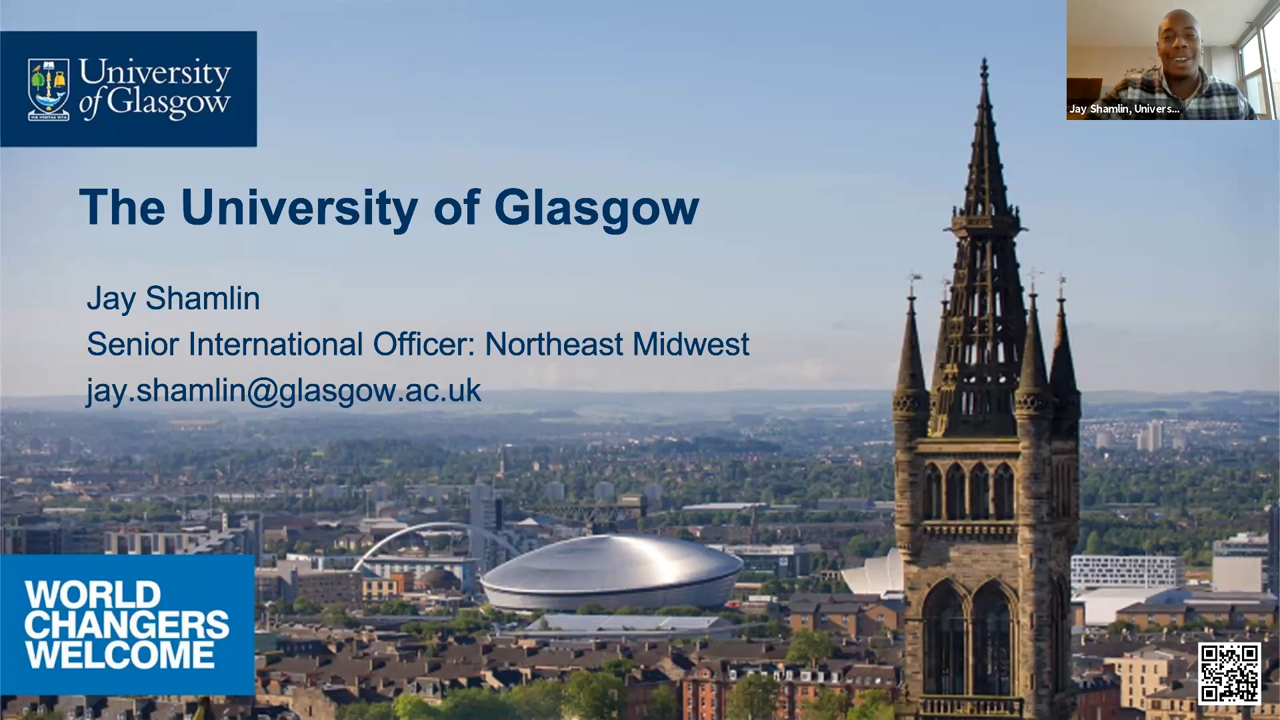 University
of Glasgow
Jay Shamlin, Univers...
The University of Glasgow
Jay Shamlin
Senior International Officer: Northeast Midwest
jay.shamlin@glasgow.ac.uk
WORLD
CHANGERS
WELCOME